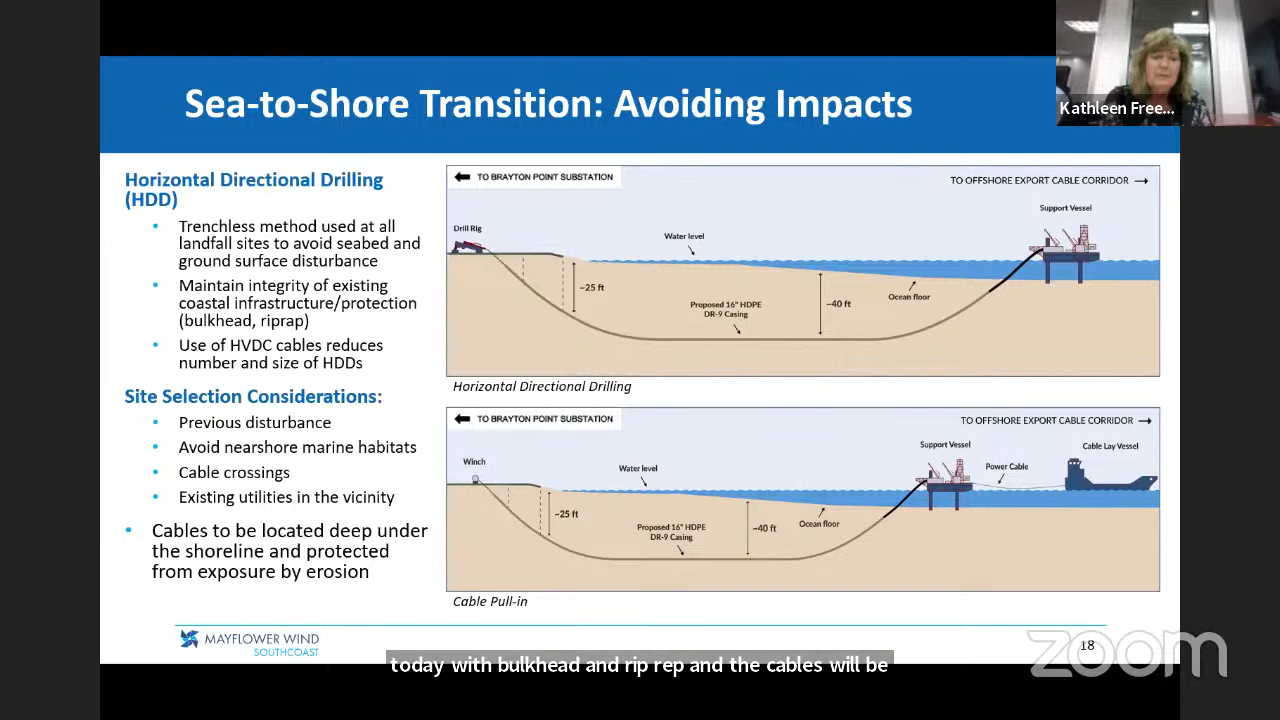 Sea-to-Shore Transition: Avoiding Impacts
Kathleen Free...
Horizontal Directional Drilling
(HDD)
• Trenchless method used at all
landfall sites to avoid seabed and
ground surface disturbance
• Maintain integrity of existing
coastal infrastructure/protection
(bulkhead, riprap)
• Use of HVDC cables reduces
number and size of HDDs
Site Selection Considerations:
• Previous disturbance
• Avoid nearshore marine habitats
• Cable crossings
• Existing utilities in the vicinity
• Cables to be located deep under
the shoreline and protected
from exposure by erosion
TO BRAYTON POINT SUBSTATION
TO OFFSHORE EXPORT CABLE CORRIDOR
Support Vessel
Drill Rig
Water level
~25 ft
Proposed 16" HDPE
DR-9 Casing
~40 ft
Ocean floor
Horizontal Directional Drilling
TO BRAYTON POINT SUBSTATION
TO OFFSHORE EXPORT CABLE CORRIDOR
Support Vessel
Cable Lay Vessel
Winch
Water level
Power Cable
~25 ft
Proposed 16" HDPE
DR-9 Casing
~40 ft
Ocean floor
Cable Pull-in
MAYFLOWER WIND
SOUTHCOAST
18
zoom
today with bulkhead and rip rep and the cables will be